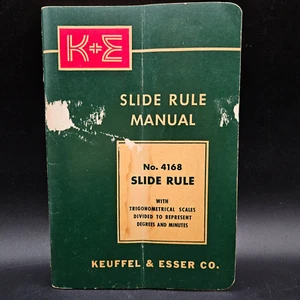 K+E
SLIDE RULE
MANUAL
No. 4168
SLIDE RULE
WITH
TRIGONOMETRICAL SCALES
DIVIDED TO REPRESENT
DEGREES AND MINUTES
KEUFFEL & ESSER CO.